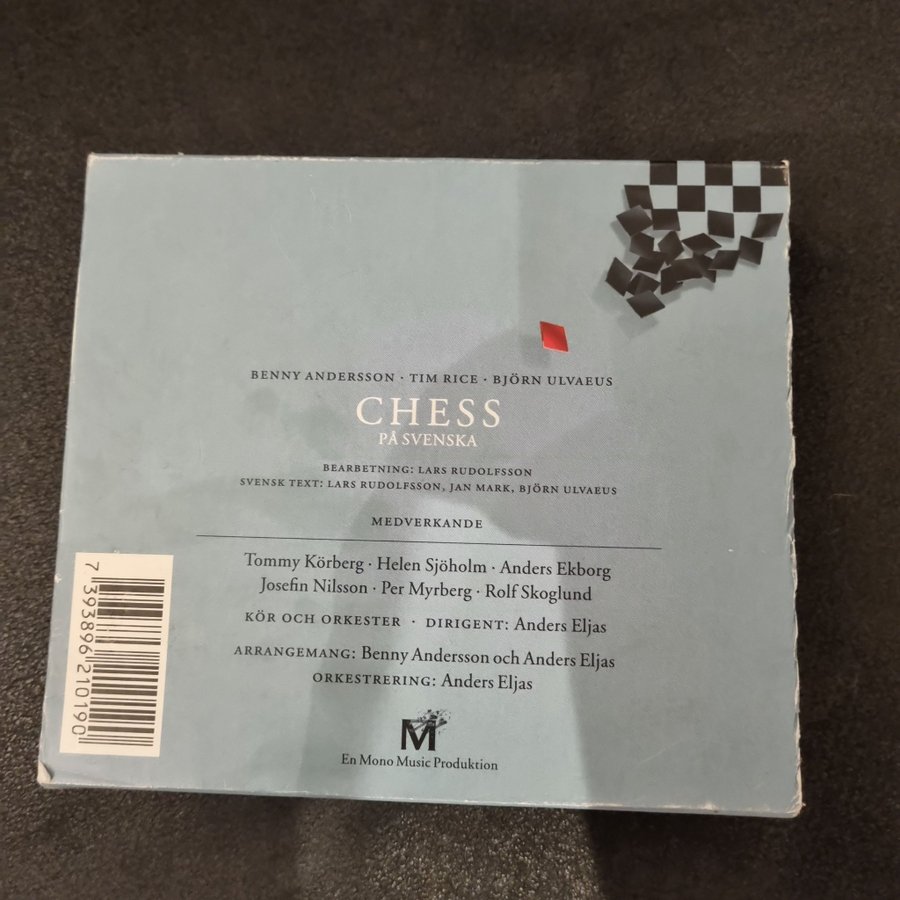 BENNY ANDERSSON · TIM RICE · BJÖRN ULVAEUS
CHESS
PÅ SVENSKA
BEARBETNING: LARS RUDOLFSSON
SVENSK TEXT: LARS RUDOLFSSON, JAN MARK, BJÖRN ULVAEUS
MEDVERKANDE
Tommy Körberg · Helen Sjöholm · Anders Ekborg
Josefin Nilsson · Per Myrberg · Rolf Skoglund
KÖR OCH ORKESTER · DIRIGENT: Anders Eljas
ARRANGEMANG: Benny Andersson och Anders Eljas
ORKESTRERING: Anders Eljas
M
En Mono Music Produktion
7 393896 210190